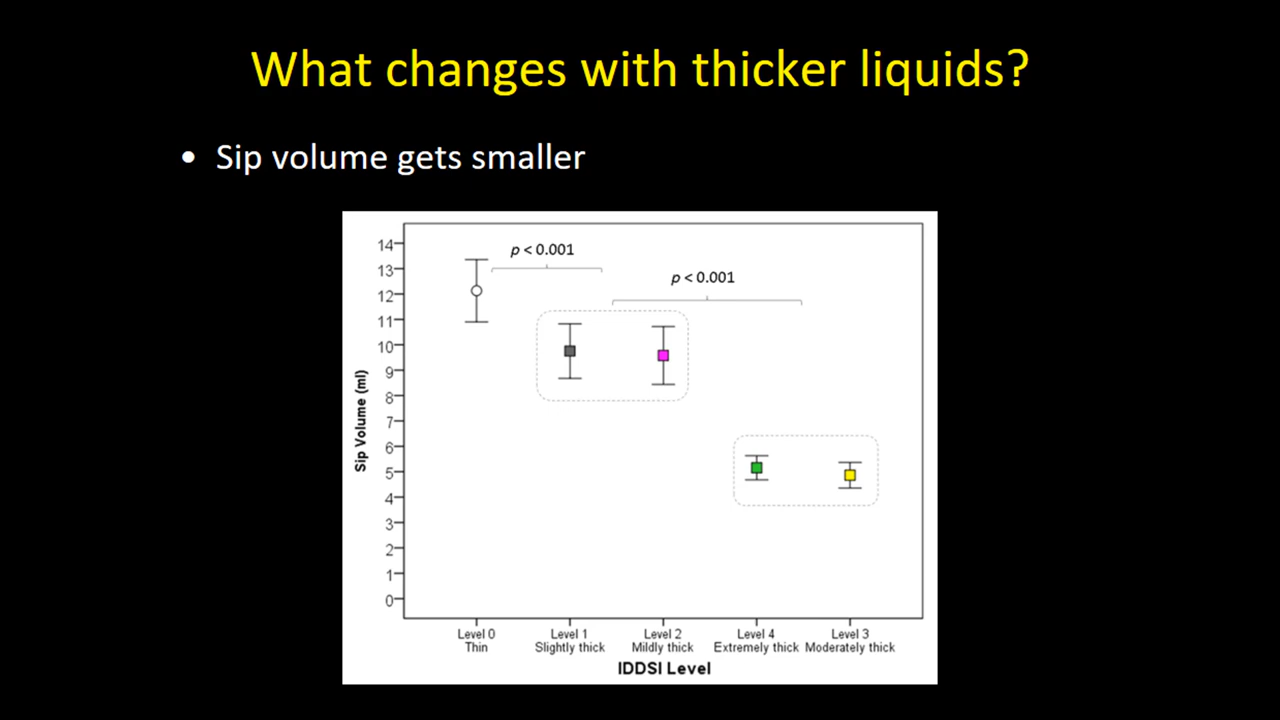 What changes with thicker liquids?
• Sip volume gets smaller
p < 0.001
p < 0.001
14
13
12
11
10
9
8
7
6
5
4
3
2
1
0
Sip Volume (ml)
Level 0 Level 1 Level 2 Level 4 Level 3
Thin Slightly thick Mildly thick Extremely thick Moderately thick
IDDSI Level